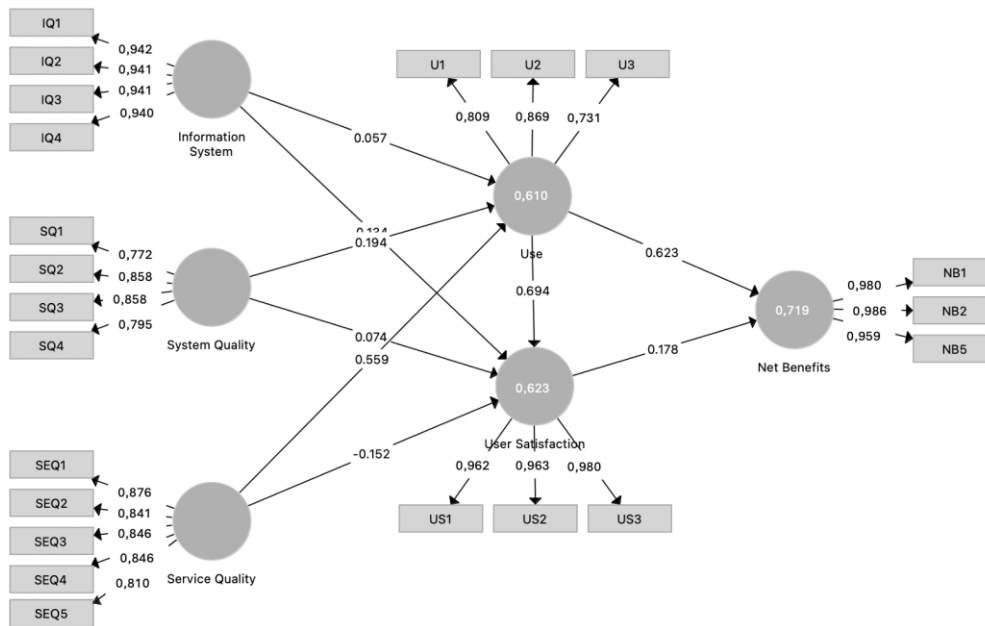 IQ1
IQ2
IQ3
IQ4
0,942
0,941
0,941
0,940
Information
System
U1
U2
U3
0,809
0,869
0,731
0.057
0,610
Use
0.194
SQ1
SQ2
SQ3
SQ4
0,772
0,858
0,858
0,795
System Quality
0.623
0.694
NB1
NB2
NB5
0,980
0,986
0,959
0,719
Net Benefits
0.074
0.559
0.178
0,623
User Satisfaction
-0.152
0,962
0,963
0,980
US1
US2
US3
SEQ1
SEQ2
SEQ3
SEQ4
SEQ5
0,876
0,841
0,846
0,846
0,810
Service Quality